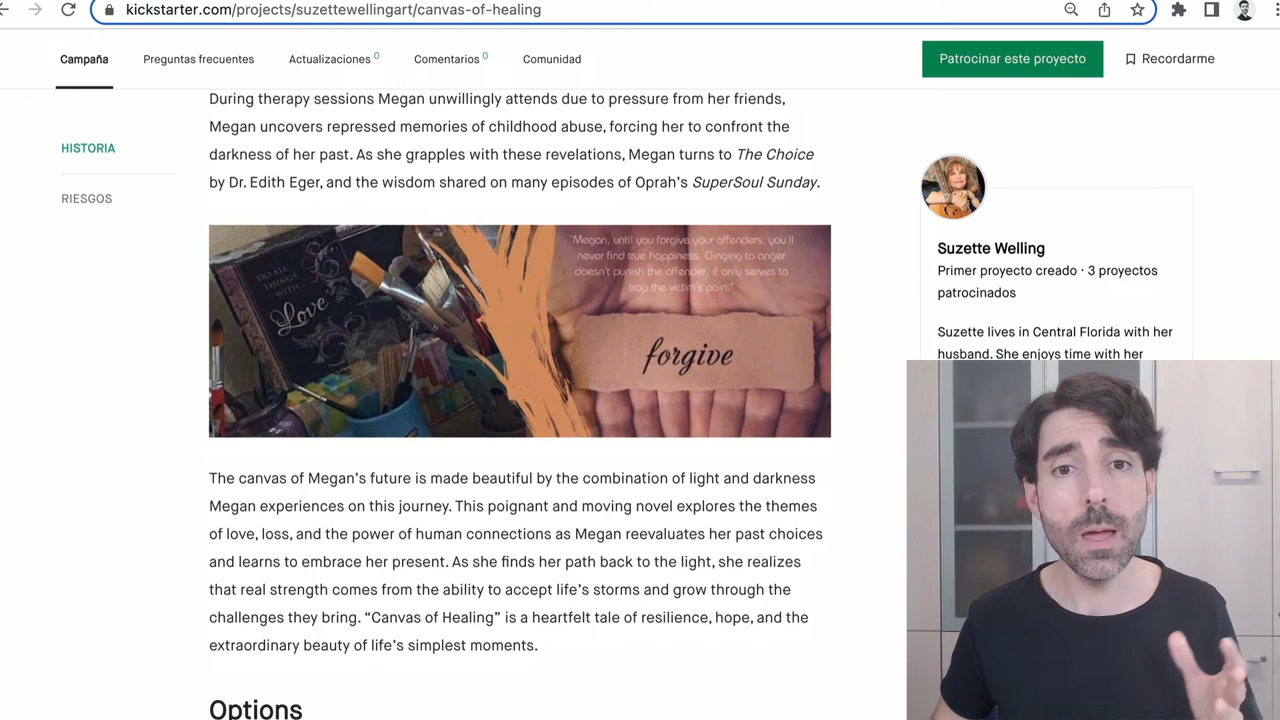 kickstarter.com/projects/suzettewellingart/canvas-of-healing
Campaña
Preguntas frecuentes
Actualizaciones 0
Comentarios 0
Comunidad
Patrocinar este proyecto
Recordarme
HISTORIA
RIESGOS
During therapy sessions Megan unwillingly attends due to pressure from her friends,
Megan uncovers repressed memories of childhood abuse, forcing her to confront the
darkness of her past. As she grapples with these revelations, Megan turns to The Choice
by Dr. Edith Eger, and the wisdom shared on many episodes of Oprah’s SuperSoul Sunday.
DO ALL
THINGS
WITH
Love
"Megan, until you forgive your offenders, you'll
never find true happiness. Clinging to anger
doesn't punish the offender, it only serves to
trap the victim's pain."
forgive
The canvas of Megan’s future is made beautiful by the combination of light and darkness
Megan experiences on this journey. This poignant and moving novel explores the themes
of love, loss, and the power of human connections as Megan reevaluates her past choices
and learns to embrace her present. As she finds her path back to the light, she realizes
that real strength comes from the ability to accept life’s storms and grow through the
challenges they bring. “Canvas of Healing” is a heartfelt tale of resilience, hope, and the
extraordinary beauty of life’s simplest moments.
Options
Suzette Welling
Primer proyecto creado · 3 proyectos
patrocinados
Suzette lives in Central Florida with her
husband. She enjoys time with her